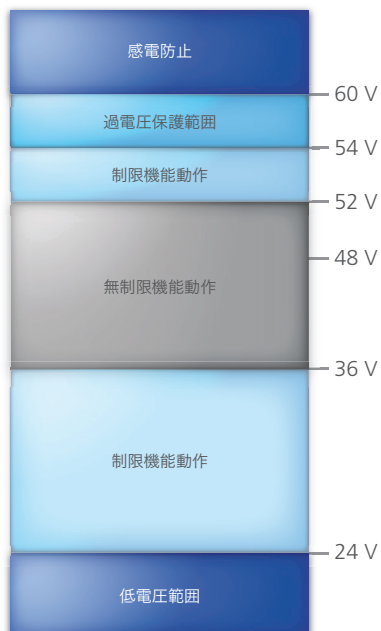 感電防止
60 V
過電圧保護範囲
54 V
制限機能動作
52 V
48 V
無制限機能動作
36 V
制限機能動作
24 V
低電圧範囲